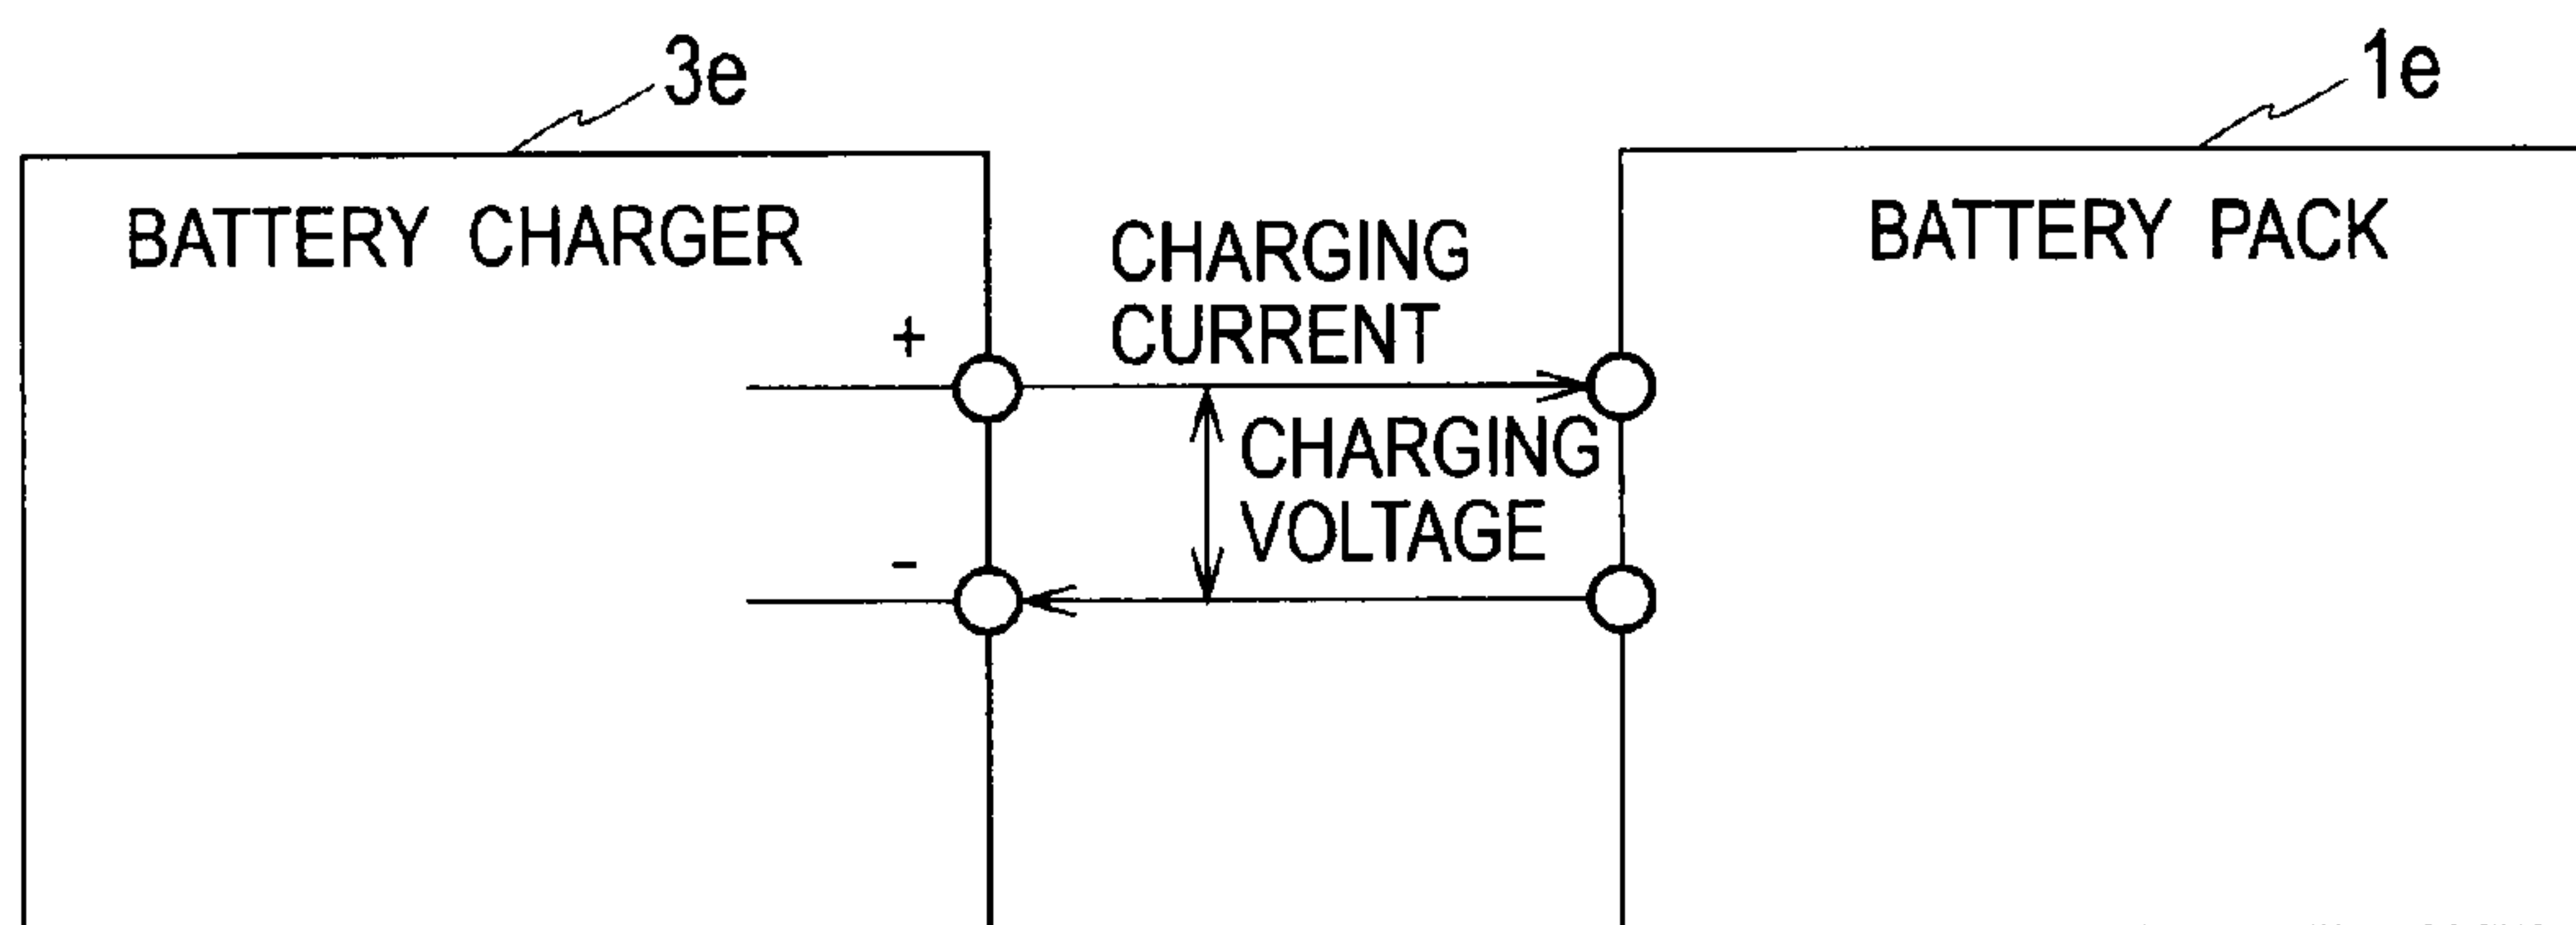 3e
1e
BATTERY CHARGER
BATTERY PACK
CHARGING
CURRENT
+
CHARGING
VOLTAGE
-